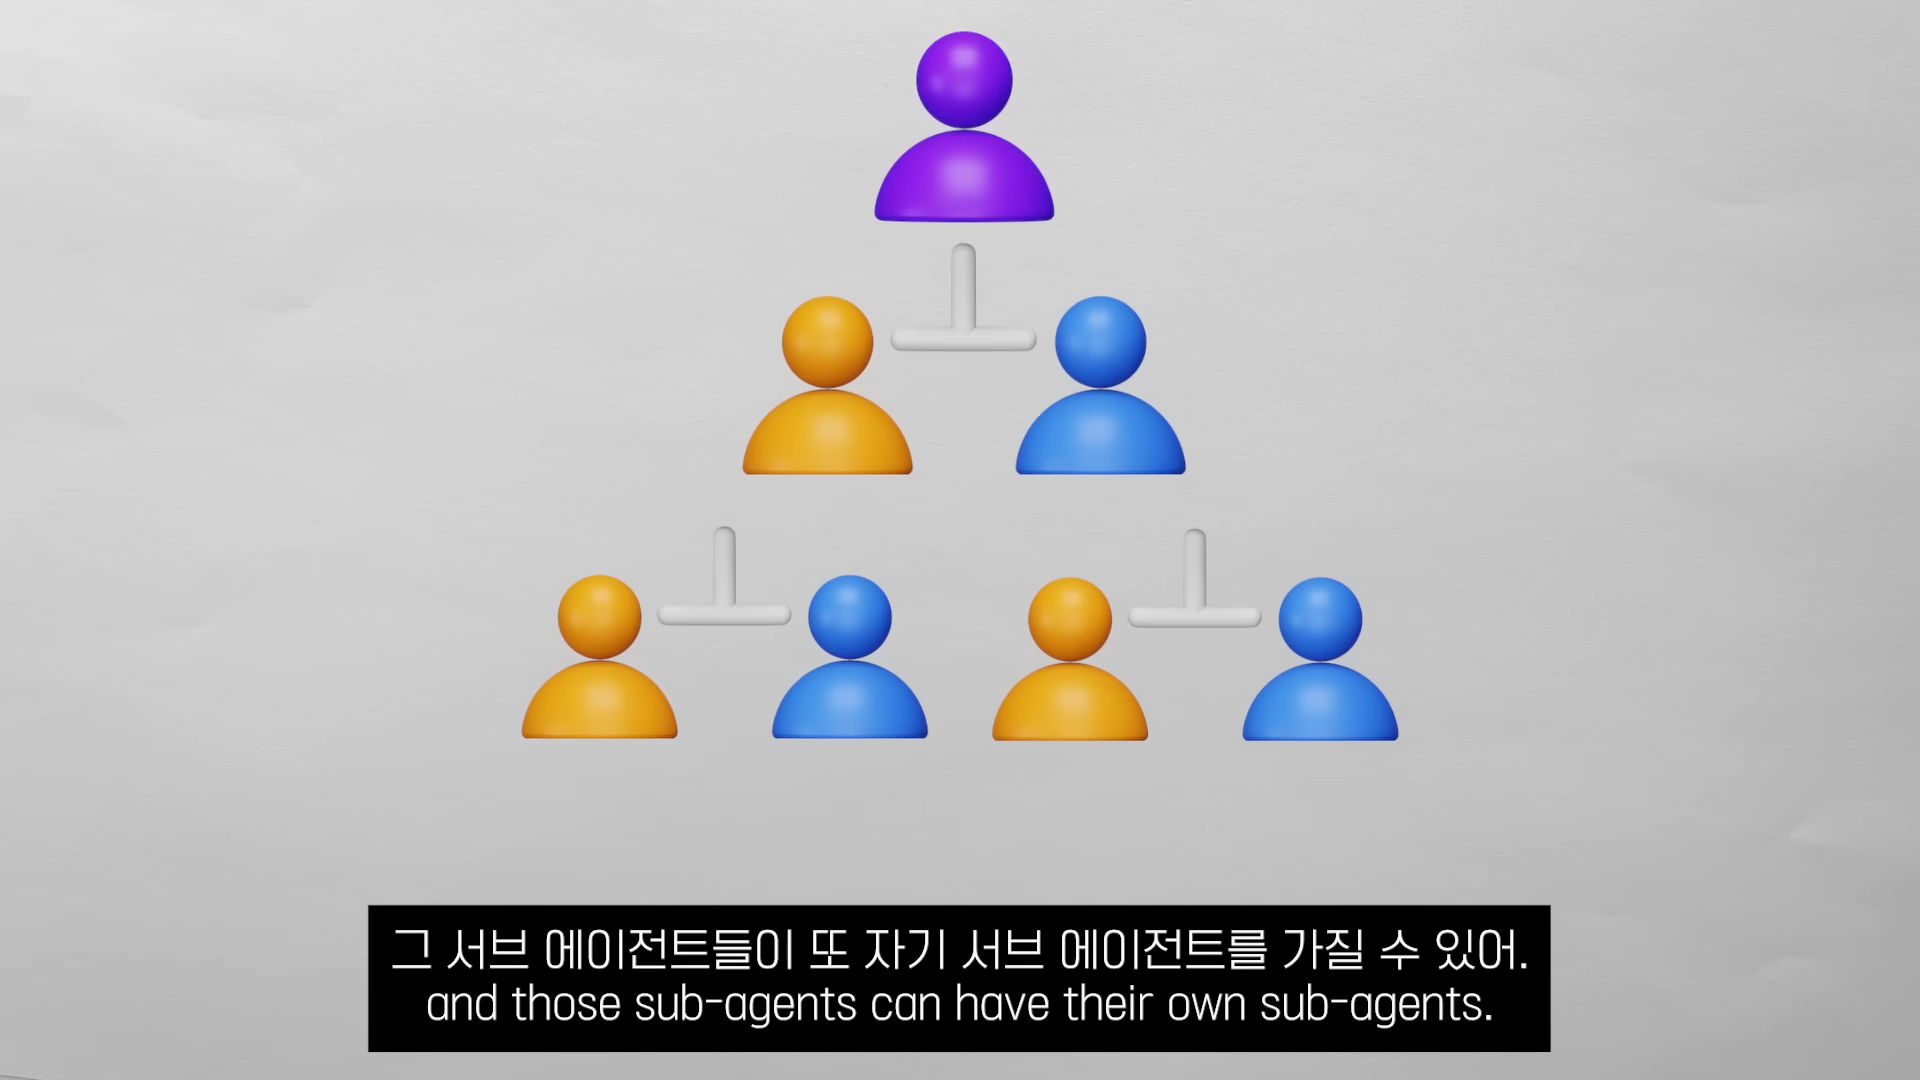 그 서브 에이전트들이 또 자기 서브 에이전트를 가질 수 있어.
and those sub-agents can have their own sub-agents.